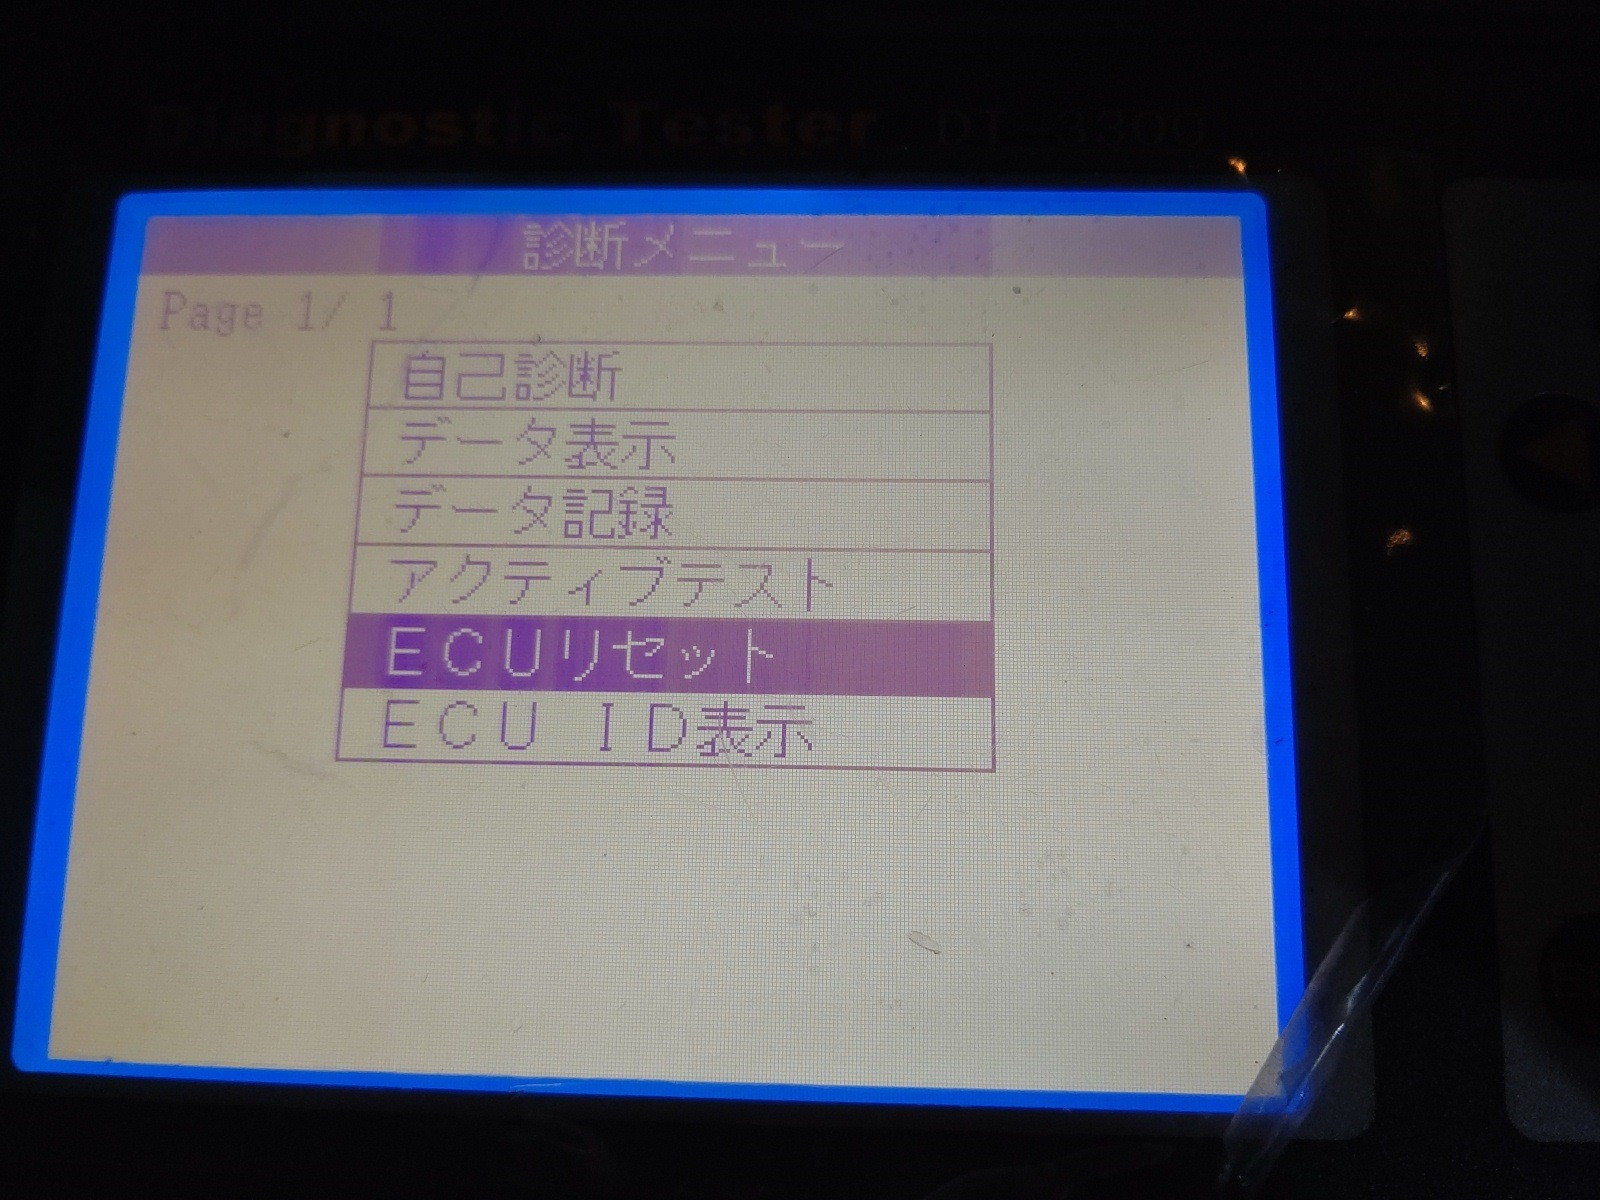 Diagnostic Tester DT-3300
診断メニュー
Page 1/ 1
自己診断
データ表示
データ記録
アクティブテスト
ECUリセット
ECU ID表示